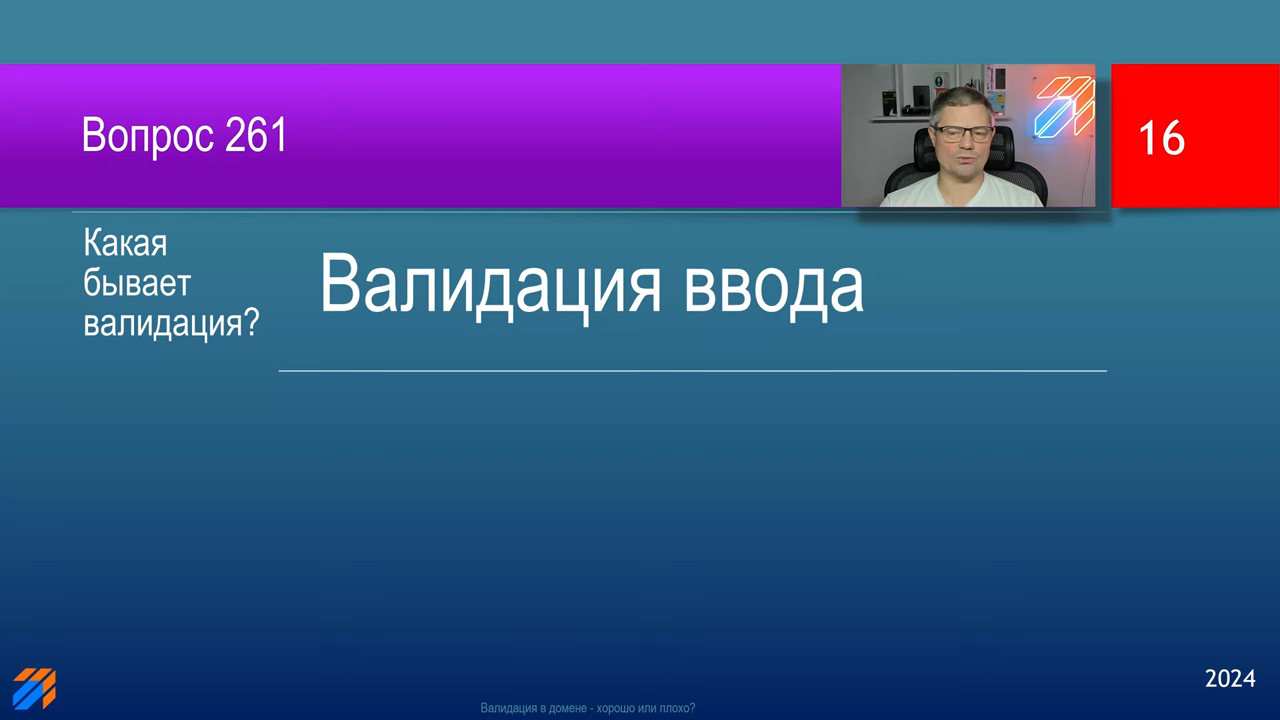 Вопрос 261
16
Какая
бывает
валидация?
Валидация ввода
2024
Валидация в домене - хорошо или плохо?